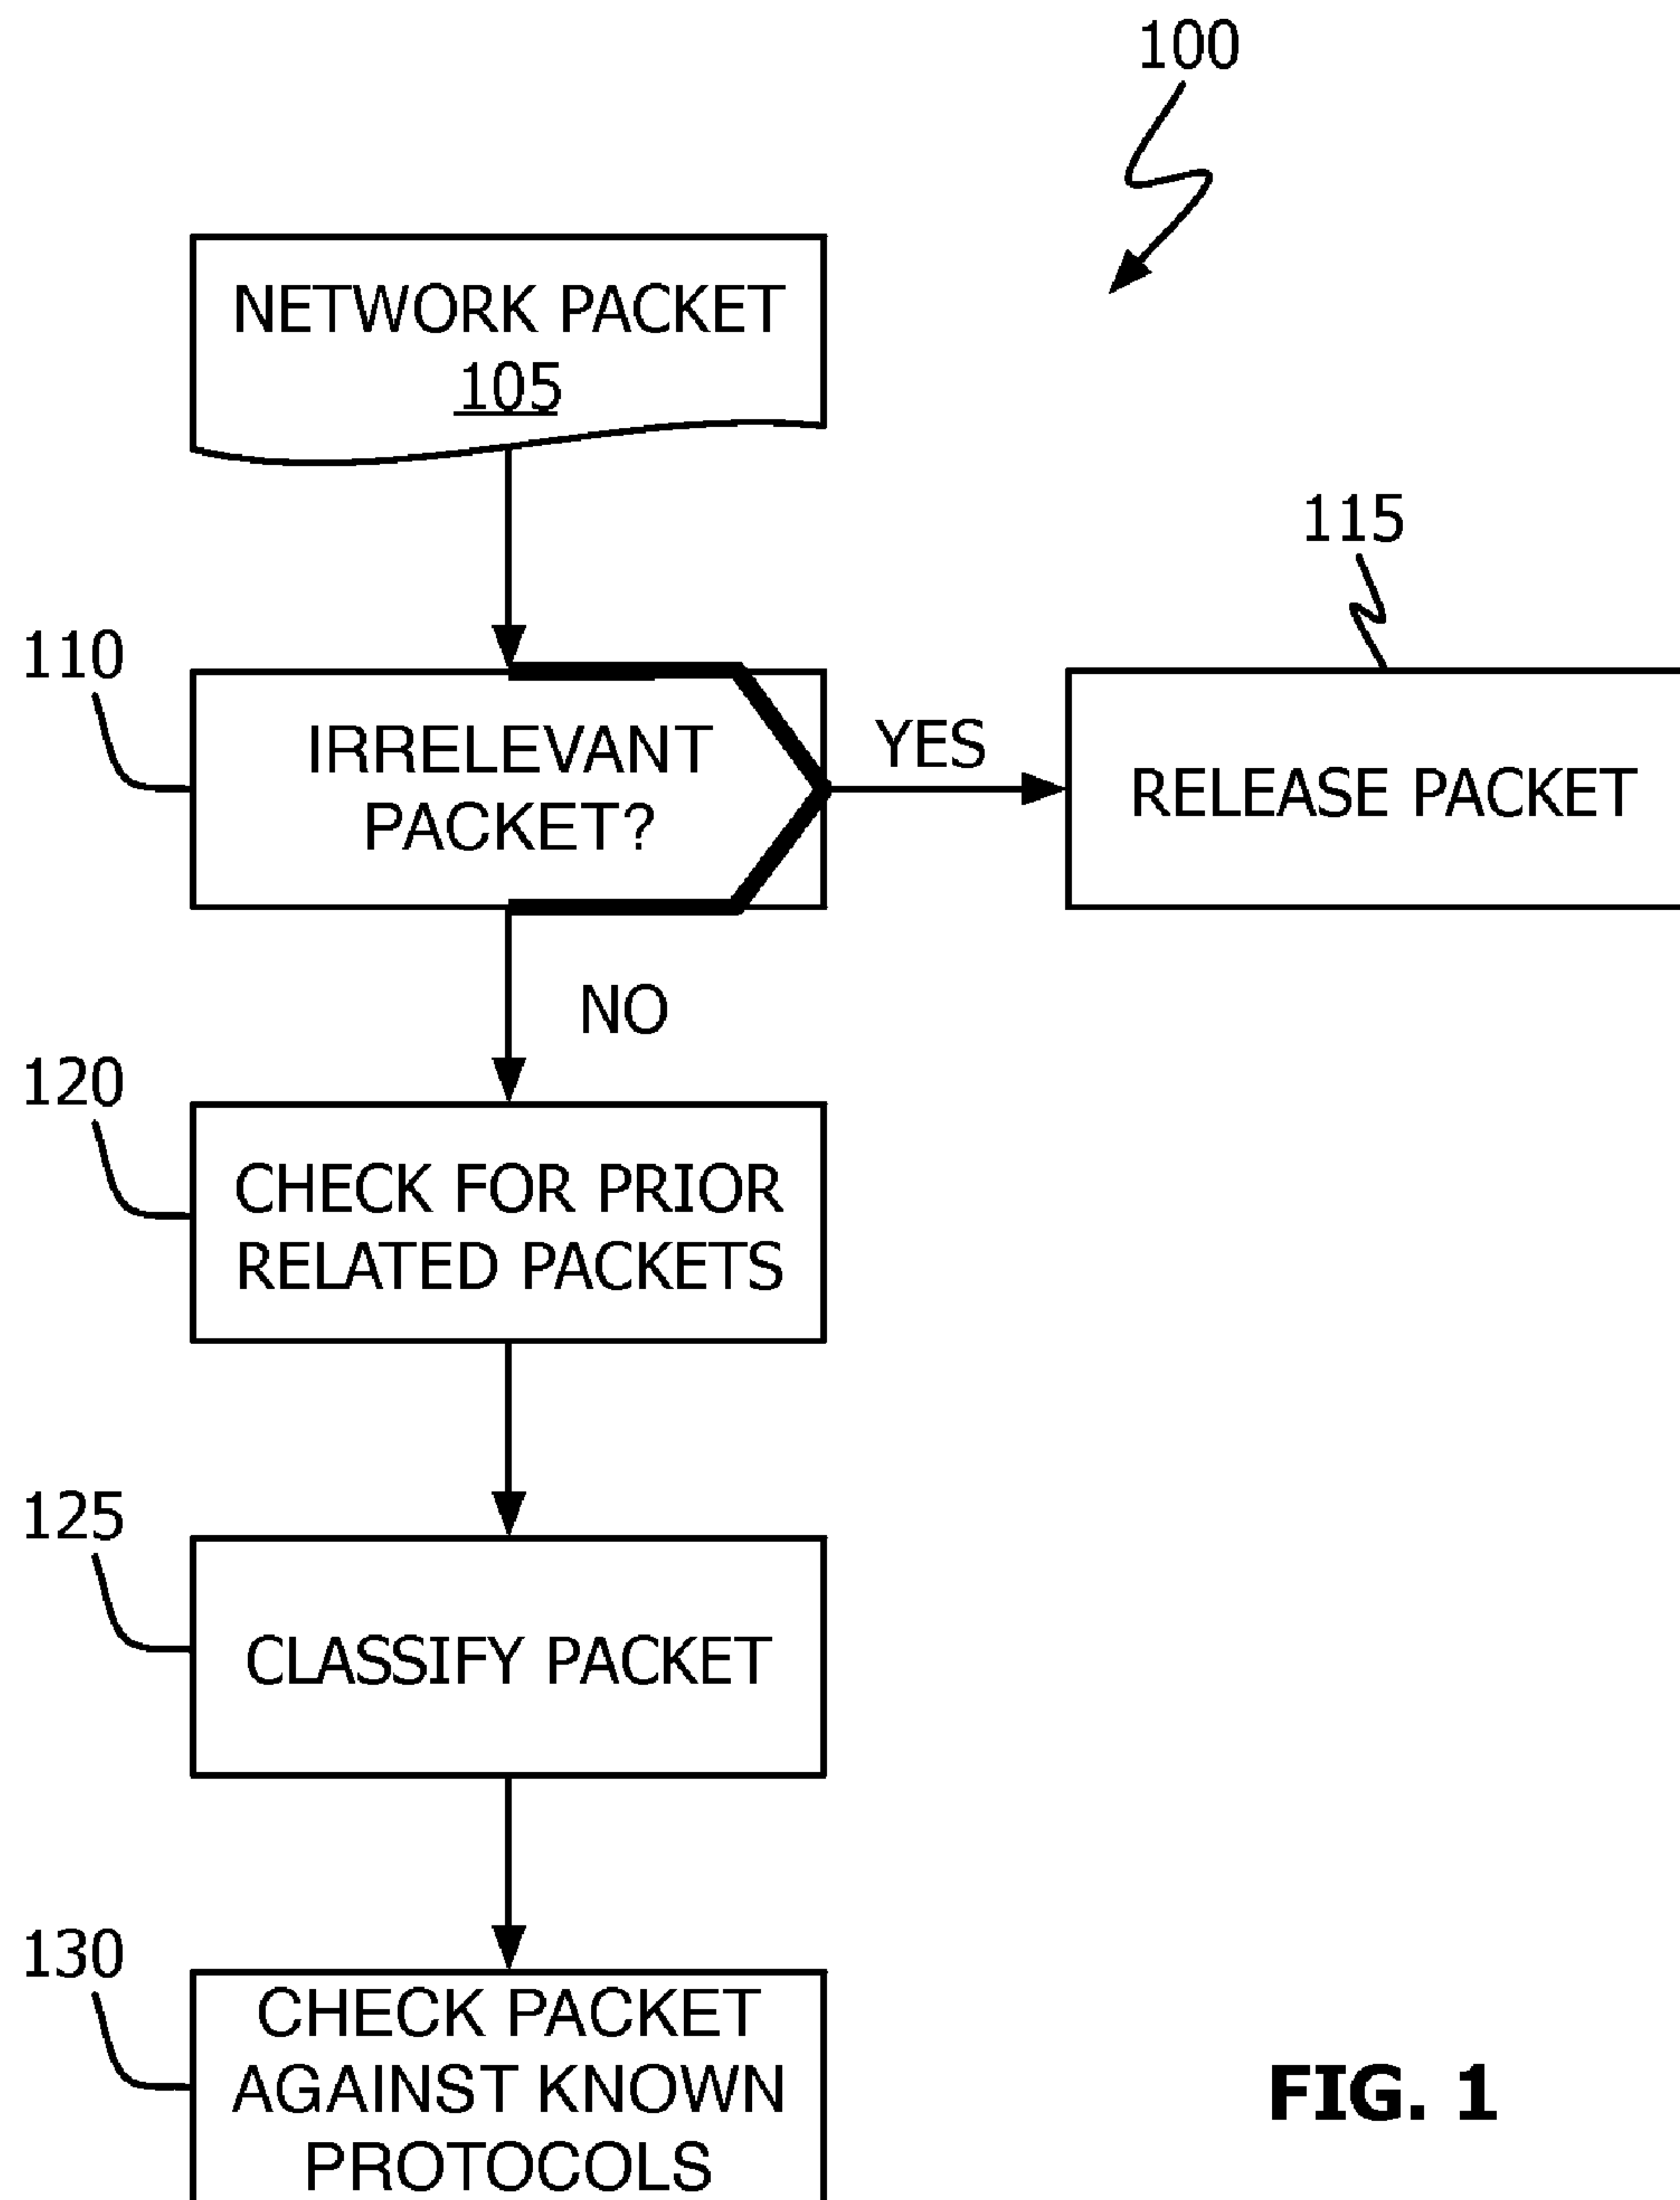 100
NETWORK PACKET
105
115
110
IRRELEVANT
PACKET?
YES
RELEASE PACKET
NO
120
CHECK FOR PRIOR
RELATED PACKETS
125
CLASSIFY PACKET
130
CHECK PACKET
AGAINST KNOWN
PROTOCOLS
FIG. 1